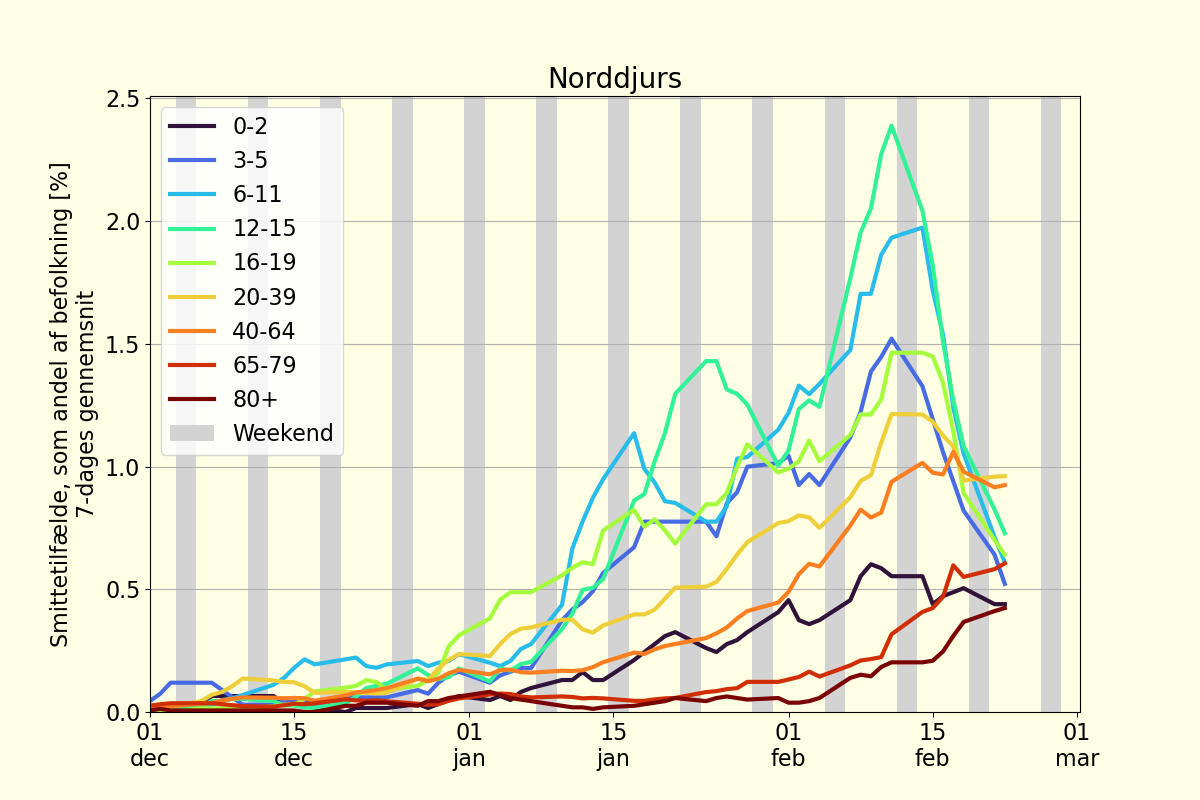 Norddjurs
Smittetilfælde, som andel af befolkning [%]
7-dages gennemsnit
2.5
2.0
1.5
1.0
0.5
0.0
0-2
3-5
6-11
12-15
16-19
20-39
40-64
65-79
80+
Weekend
01 15 01 15 01 15 01
dec dec jan jan feb feb mar